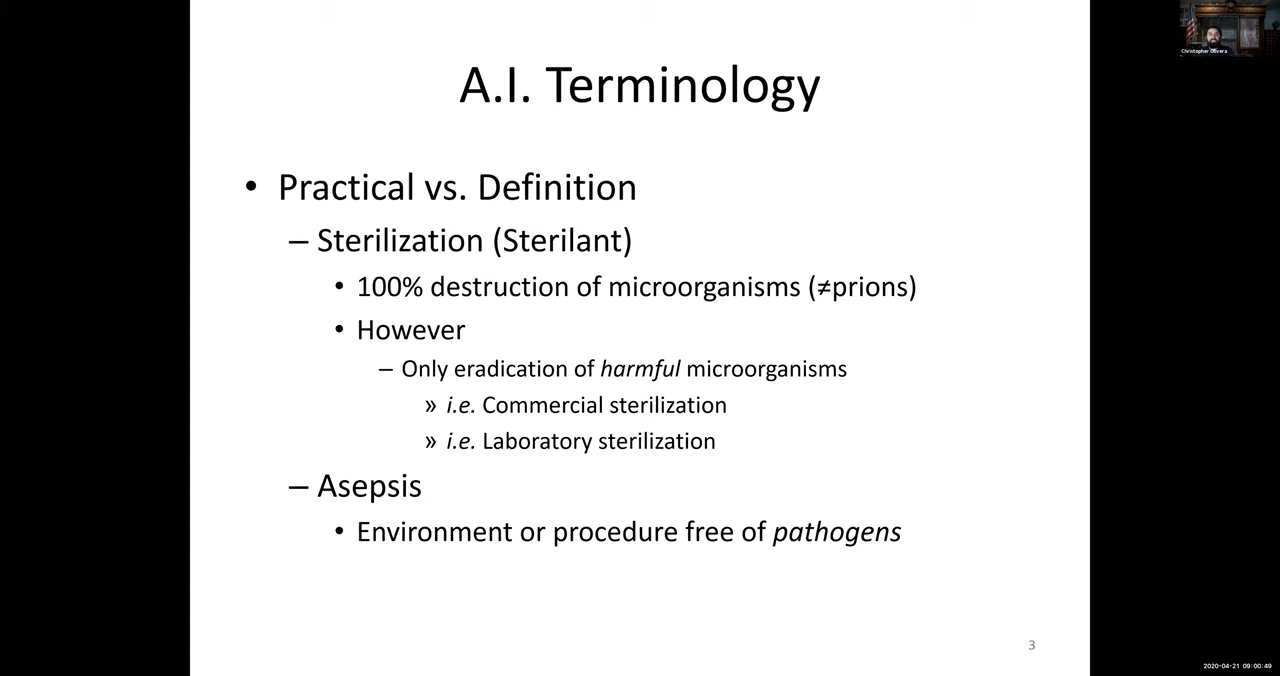 Christopher Olvera
A.I. Terminology
• Practical vs. Definition
– Sterilization (Sterilant)
• 100% destruction of microorganisms (≠prions)
• However
– Only eradication of harmful microorganisms
» i.e. Commercial sterilization
» i.e. Laboratory sterilization
– Asepsis
• Environment or procedure free of pathogens
3
2020-04-21 09:00:49